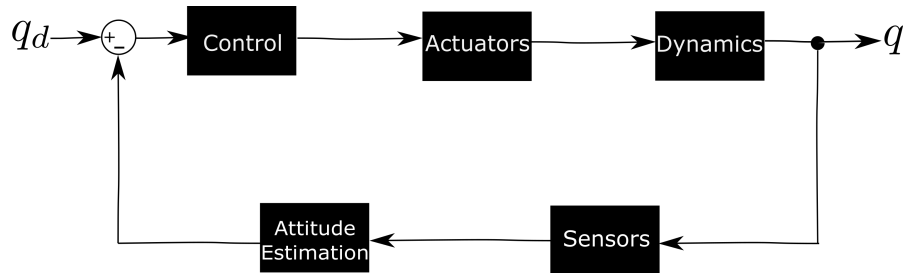 q_d
+
-
Control
Actuators
Dynamics
q
Attitude
Estimation
Sensors